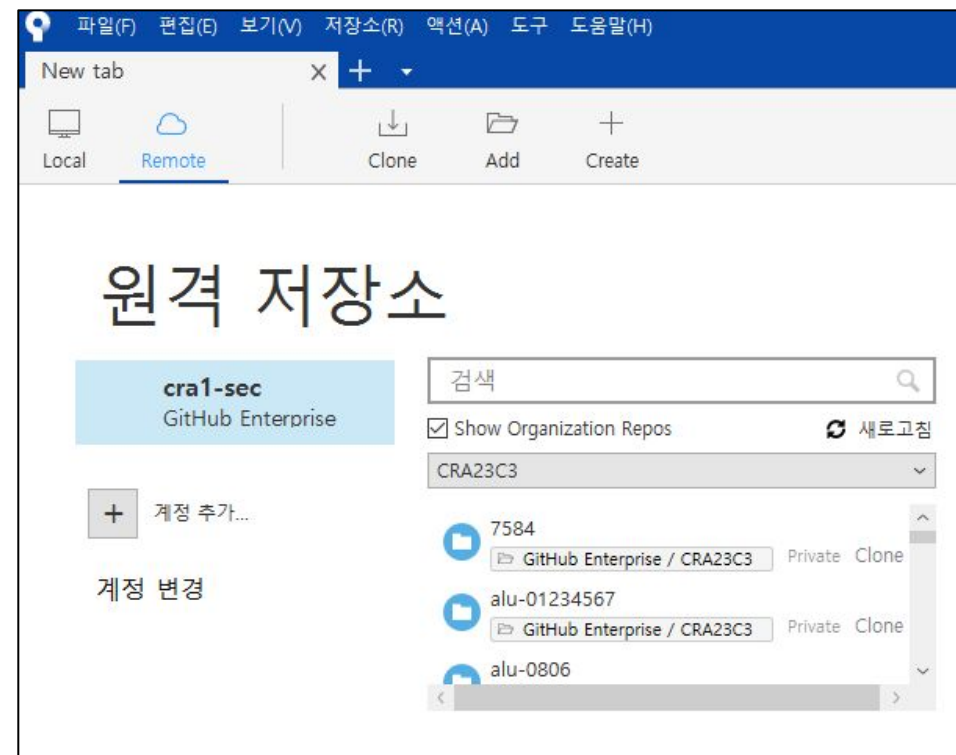 파일(F) 편집(E) 보기(V) 저장소(R) 액션(A) 도구 도움말(H)
New tab
Local Remote Clone Add Create
원격 저장소
cra1-sec
GitHub Enterprise
계정 추가...
계정 변경
검색
Show Organization Repos 새로고침
CRA23C3
7584
GitHub Enterprise / CRA23C3 Private Clone
alu-01234567
GitHub Enterprise / CRA23C3 Private Clone
alu-0806